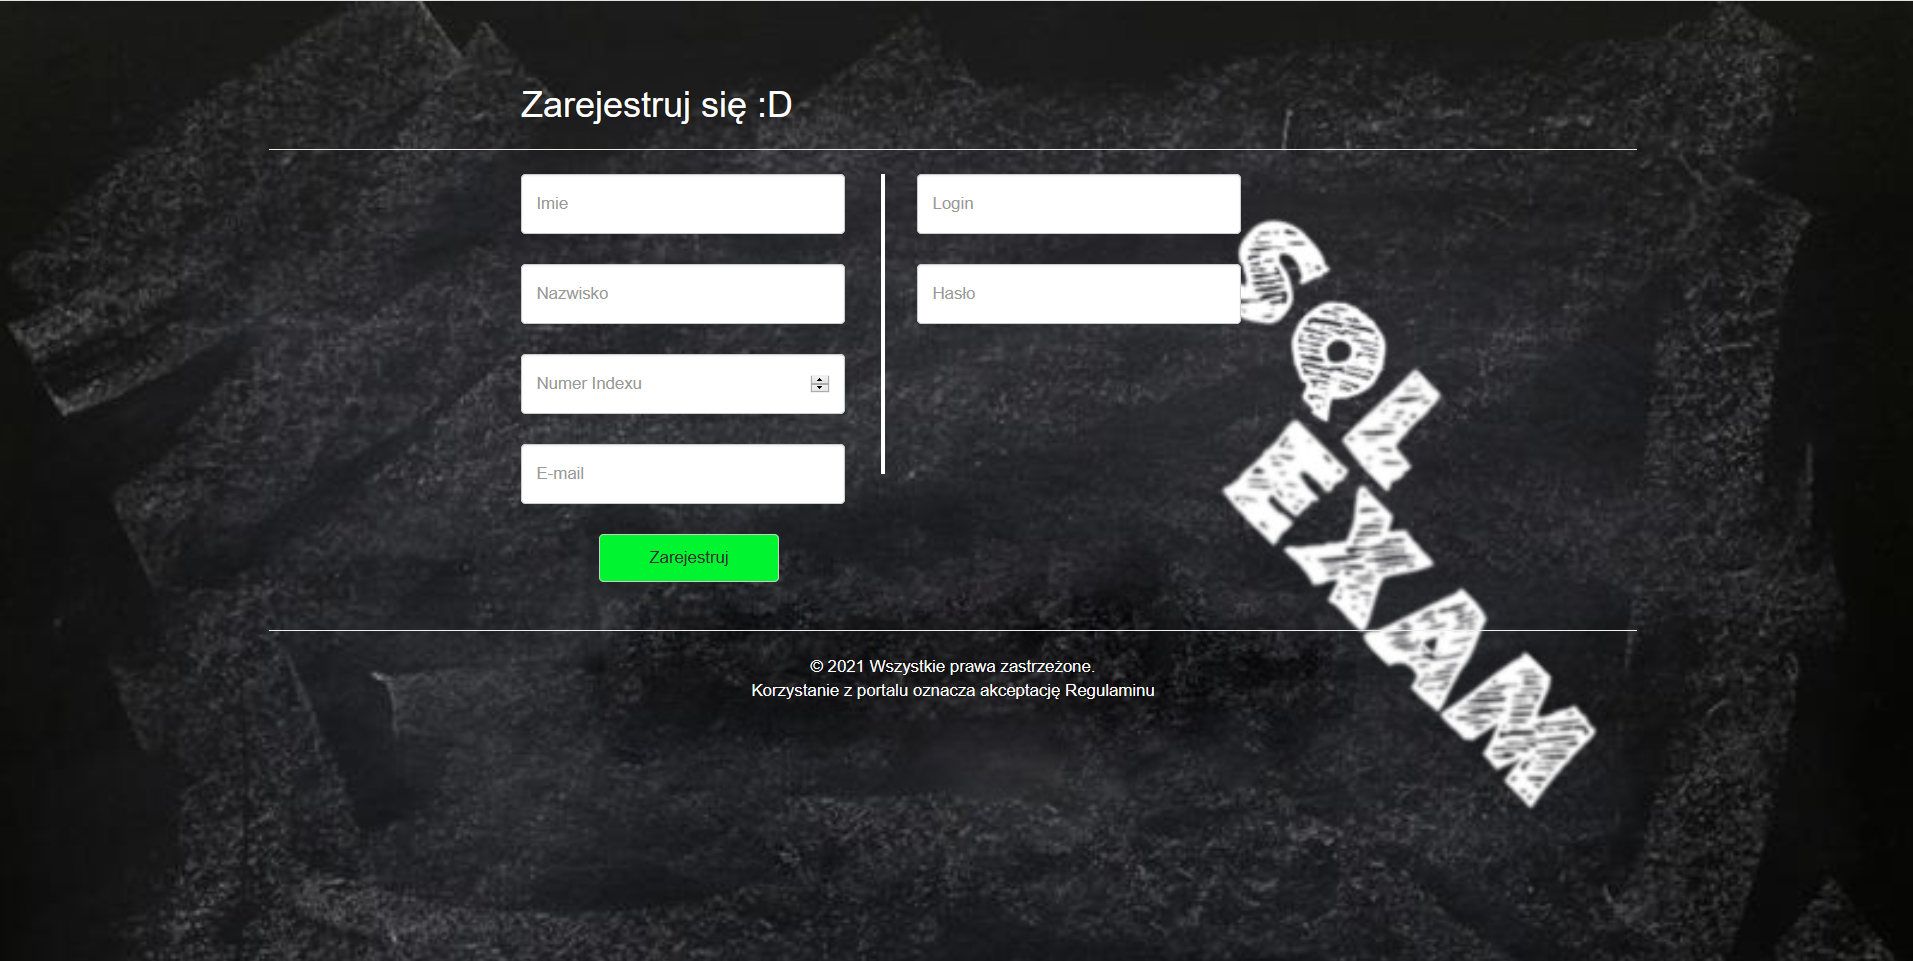 Zarejestruj się :D
Imie
Nazwisko
Numer Indexu
E-mail
Zarejestruj
Login
Hasło
SQL
EXAM
© 2021 Wszystkie prawa zastrzeżone.
Korzystanie z portalu oznacza akceptację Regulaminu